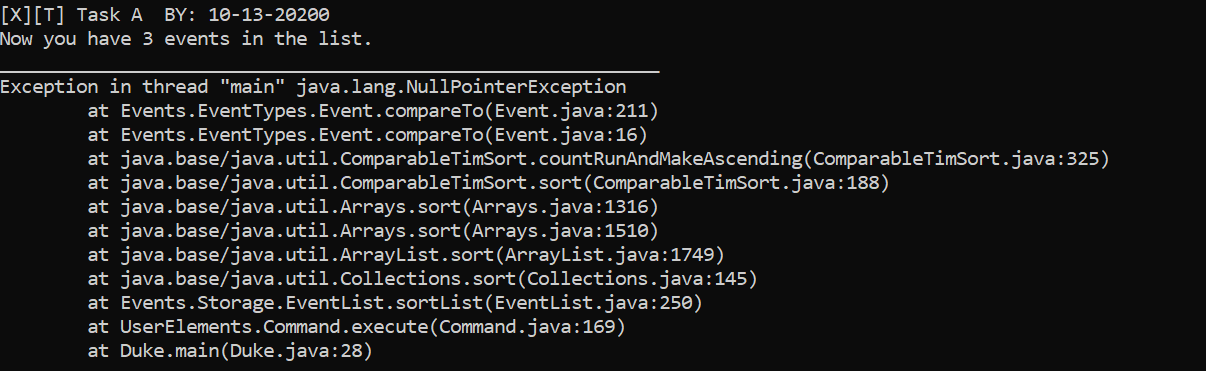 [X][T] Task A  BY: 10-13-20200
Now you have 3 events in the list.
____________________________________________________________
Exception in thread "main" java.lang.NullPointerException
        at Events.EventTypes.Event.compareTo(Event.java:211)
        at Events.EventTypes.Event.compareTo(Event.java:16)
        at java.base/java.util.ComparableTimSort.countRunAndMakeAscending(ComparableTimSort.java:325)
        at java.base/java.util.ComparableTimSort.sort(ComparableTimSort.java:188)
        at java.base/java.util.Arrays.sort(Arrays.java:1316)
        at java.base/java.util.Arrays.sort(Arrays.java:1510)
        at java.base/java.util.ArrayList.sort(ArrayList.java:1749)
        at java.base/java.util.Collections.sort(Collections.java:145)
        at Events.Storage.EventList.sortList(EventList.java:250)
        at UserElements.Command.execute(Command.java:169)
        at Duke.main(Duke.java:28)